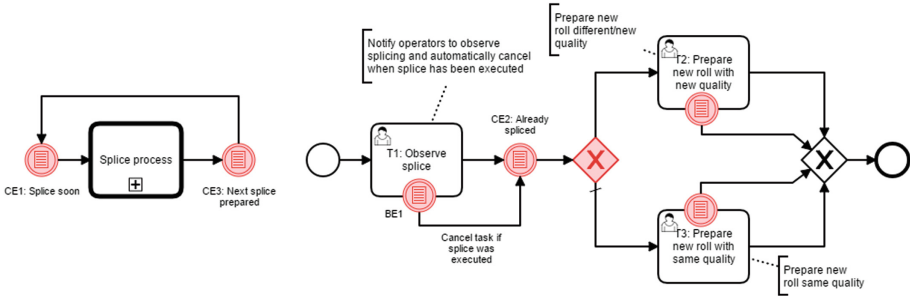 Splice process
CE1: Splice soon
CE3: Next splice
prepared
Notify operators to observe
splicing and automatically cancel
when splice has been executed
T1: Observe
splice
BE1
Cancel task if
splice was
executed
CE2: Already
spliced
X
Prepare new
roll different/new
quality
T2: Prepare
new roll with
new quality
T3: Prepare
new roll with
same quality
X
Prepare new
roll same quality